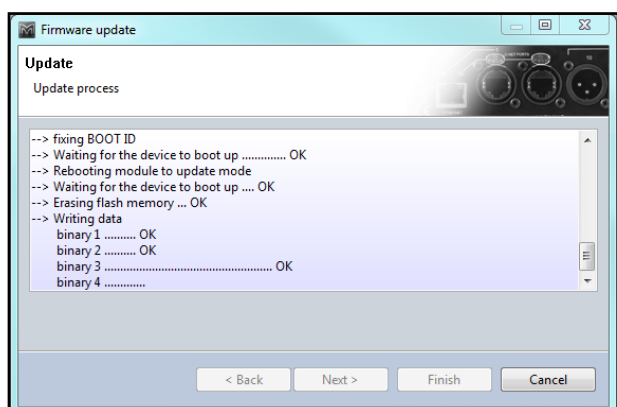 Firmware update
Update
Update process
--> fixing BOOT ID
--> Waiting for the device to boot up .............. OK
--> Rebooting module to update mode
--> Waiting for the device to boot up .... OK
--> Erasing flash memory ... OK
--> Writing data
binary 1 .......... OK
binary 2 .......... OK
binary 3 ........................................................ OK
binary 4 .............
< Back Next > Finish Cancel